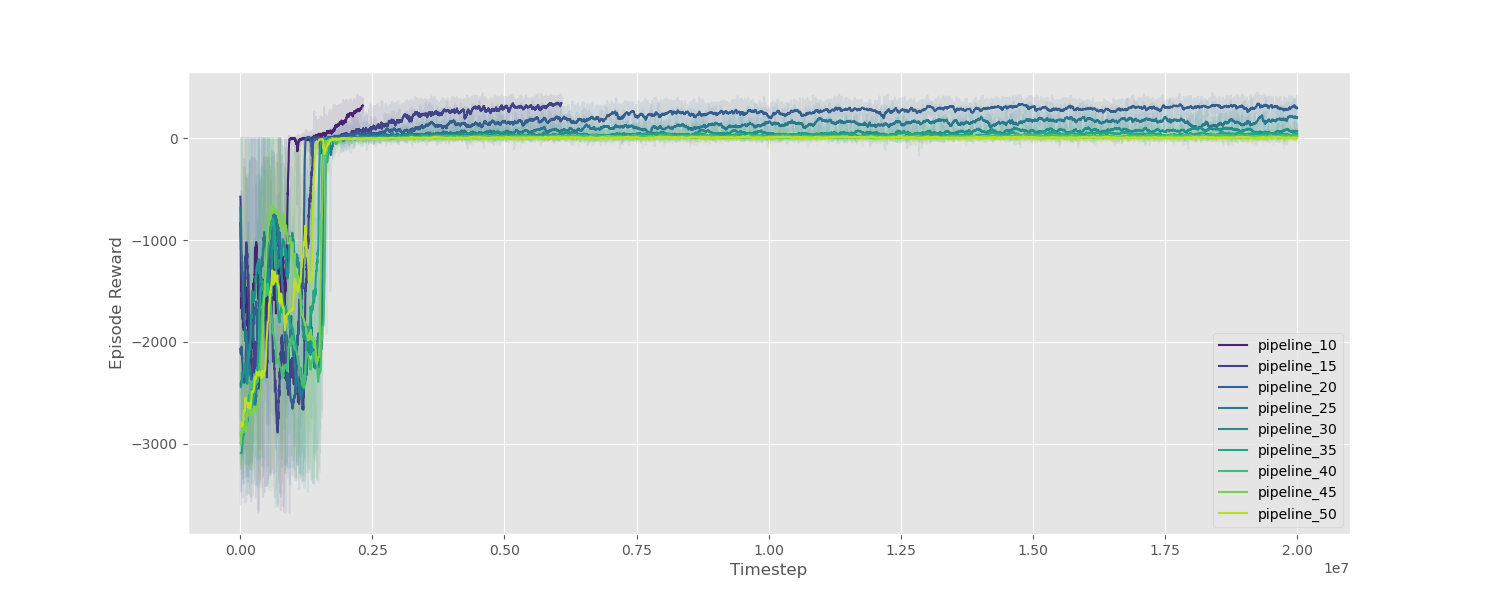 0
−1000
−2000
−3000
Episode Reward
0.00
0.25
0.50
0.75
1.00
1.25
1.50
1.75
2.00
1e7
Timestep
pipeline_10
pipeline_15
pipeline_20
pipeline_25
pipeline_30
pipeline_35
pipeline_40
pipeline_45
pipeline_50